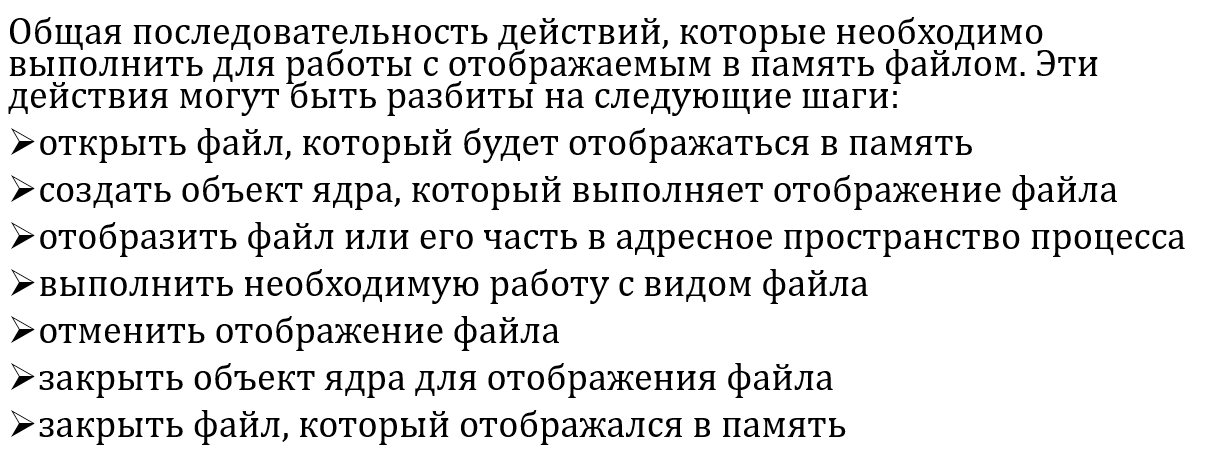 Общая последовательность действий, которые необходимо
выполнить для работы с отображаемым в память файлом. Эти
действия могут быть разбиты на следующие шаги:
➢открыть файл, который будет отображаться в память
➢создать объект ядра, который выполняет отображение файла
➢отобразить файл или его часть в адресное пространство процесса
➢выполнить необходимую работу с видом файла
➢отменить отображение файла
➢закрыть объект ядра для отображения файла
➢закрыть файл, который отображался в память